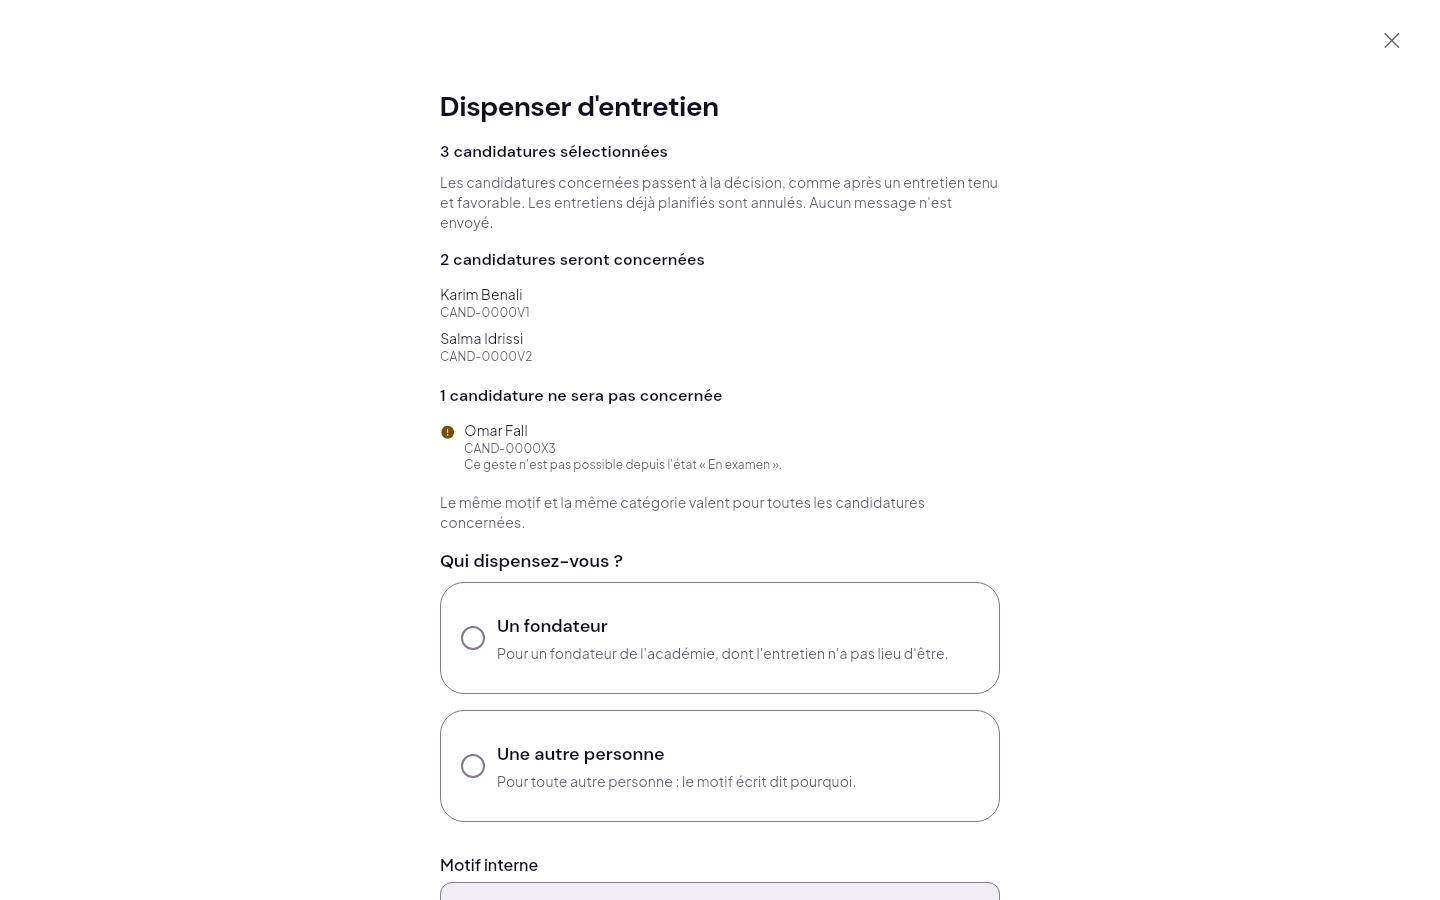 Dispenser d'entretien
3 candidatures sélectionnées
Les candidatures concernées passent à la décision, comme après un entretien tenu
et favorable. Les entretiens déjà planifiés sont annulés. Aucun message n'est
envoyé.
2 candidatures seront concernées
Karim Benali
CAND-0000V1
Salma Idrissi
CAND-0000V2
1 candidature ne sera pas concernée
Omar Fall
CAND-0000X3
Ce geste n'est pas possible depuis l'état « En examen ».
Le même motif et la même catégorie valent pour toutes les candidatures
concernées.
Qui dispensez-vous ?
Un fondateur
Pour un fondateur de l'académie, dont l'entretien n'a pas lieu d'être.
Une autre personne
Pour toute autre personne : le motif écrit dit pourquoi.
Motif interne